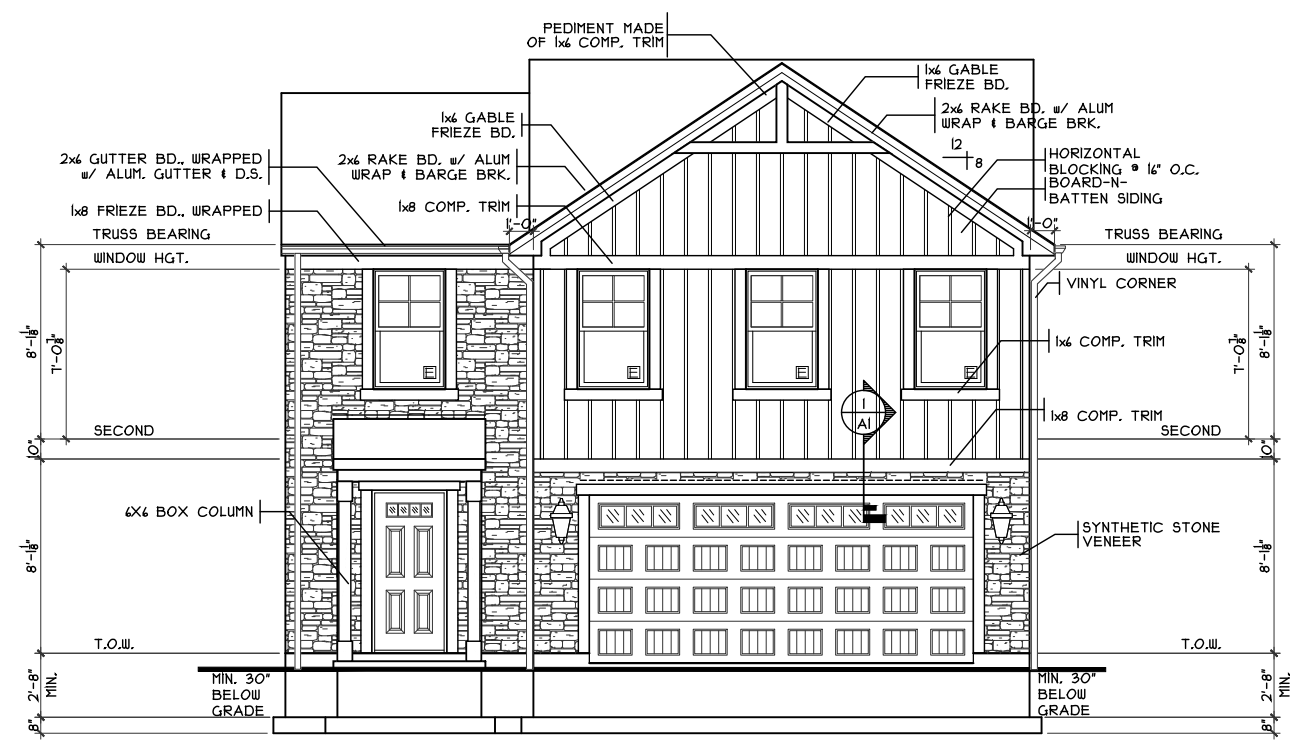 PEDIMENT MADE
OF 1x6 COMP. TRIM
1x6 GABLE
FRIEZE BD.
1x6 GABLE
FRIEZE BD.
2x6 RAKE BD. w/ ALUM
WRAP & BARGE BRK.
12
8
2x6 GUTTER BD., WRAPPED
w/ ALUM. GUTTER & D.S.
2x6 RAKE BD. w/ ALUM
WRAP & BARGE BRK.
HORIZONTAL
BLOCKING @ 16" O.C.
BOARD-N-
BATTEN SIDING
1x8 FRIEZE BD., WRAPPED
1x8 COMP. TRIM
1'-0"
1'-0"
TRUSS BEARING
TRUSS BEARING
WINDOW HGT.
WINDOW HGT.
VINYL CORNER
8'-1 1/8"
7'-0 1/8"
7'-0 1/8"
8'-1 1/8"
1x6 COMP. TRIM
E
E
E
E
1
A1
1x8 COMP. TRIM
SECOND
SECOND
10"
10"
6X6 BOX COLUMN
SYNTHETIC STONE
VENEER
8'-1 1/8"
8'-1 1/8"
T.O.W.
T.O.W.
2'-8"
MIN.
MIN. 30"
BELOW
GRADE
MIN. 30"
BELOW
GRADE
2'-8"
MIN.
8"
8"